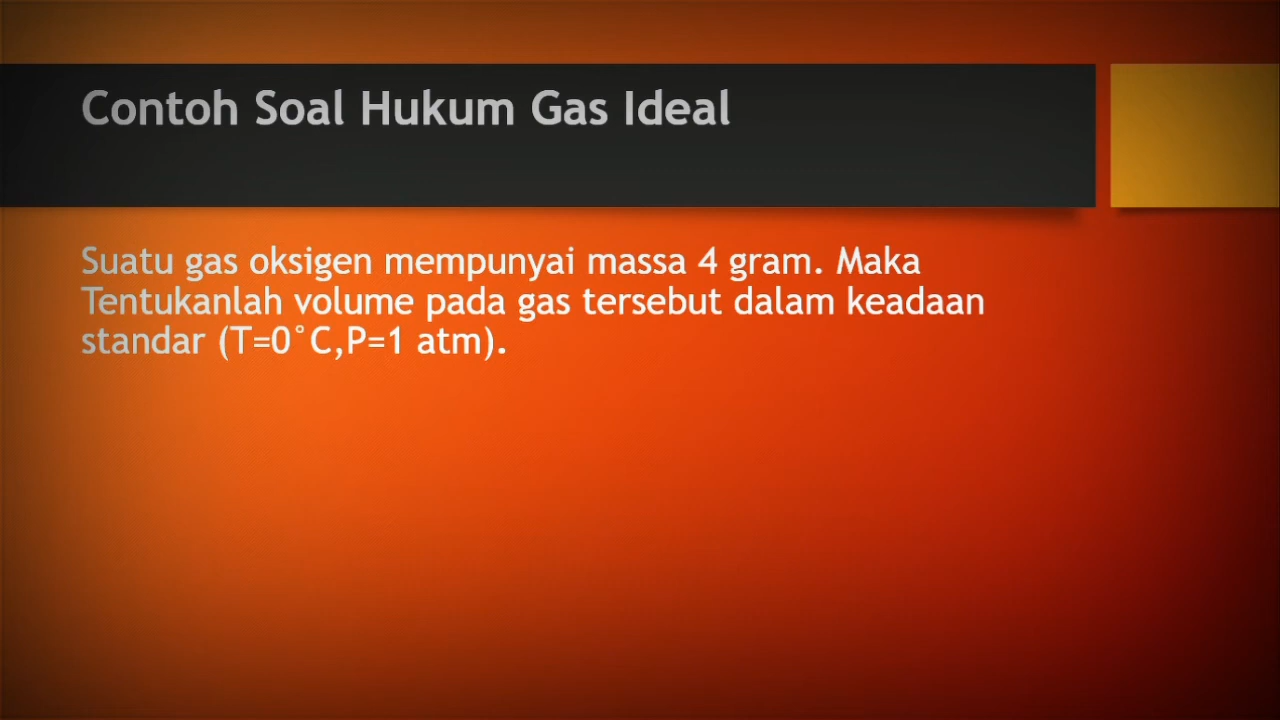 Contoh Soal Hukum Gas Ideal
Suatu gas oksigen mempunyai massa 4 gram. Maka
Tentukanlah volume pada gas tersebut dalam keadaan
standar (T=0°C,P=1 atm).